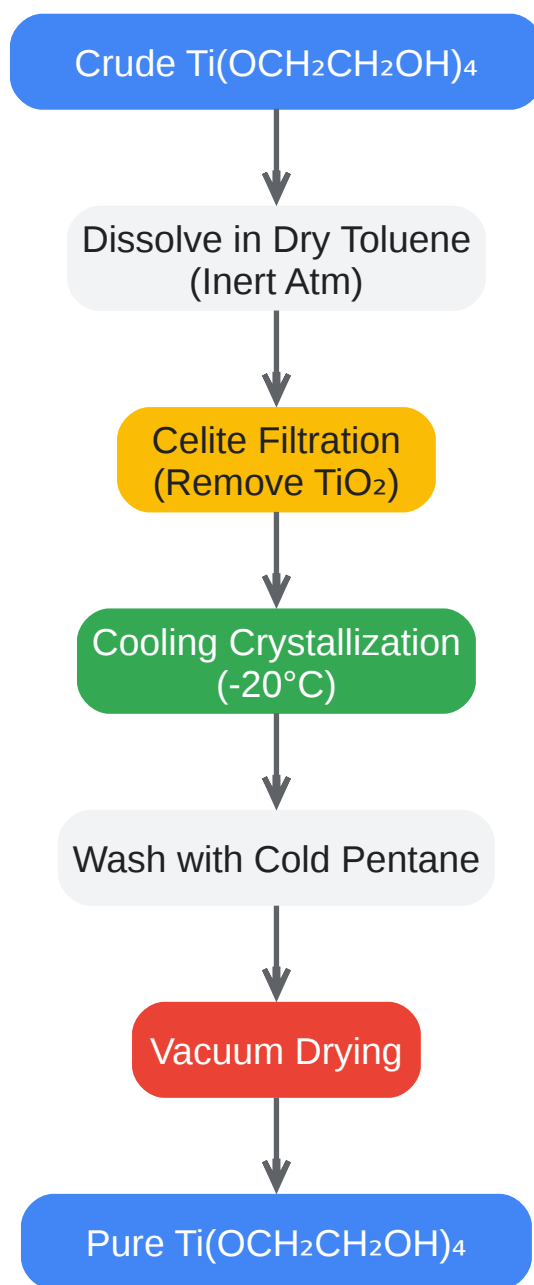 Crude Ti(OCH₂CH₂OH)₄
Dissolve in Dry Toluene
(Inert Atm)
Celite Filtration
(Remove TiO₂)
Cooling Crystallization
(-20°C)
Wash with Cold Pentane
Vacuum Drying
Pure Ti(OCH₂CH₂OH)₄